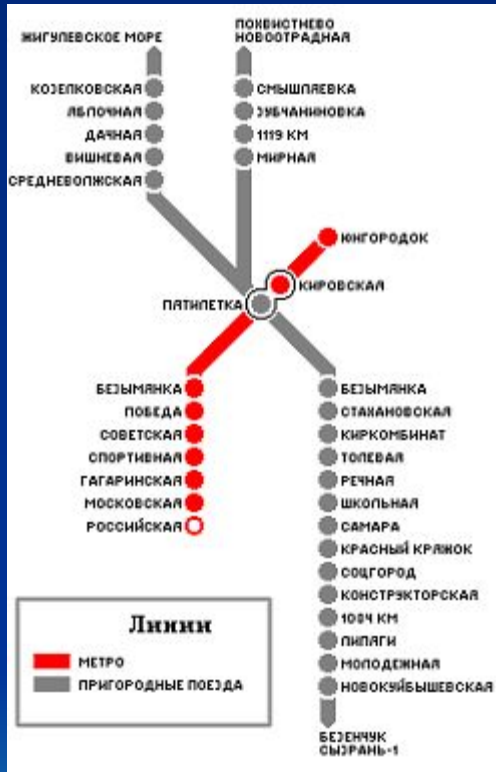 ЖИГУЛЕВСКОЕ МОРЕ
КОЗЕЛКОВСКАЯ
ЯБЛОЧНАЯ
ДАЧНАЯ
ВИШНЕВАЯ
СРЕДНЕВОЛЖСКАЯ
ПОХВИСТНЕВО
НОВООТРАДНАЯ
СМЫШЛЯЕВКА
ЗУБЧАНИНОВКА
1119 КМ
МИРНАЯ
ЮНГОРОДОК
КИРОВСКАЯ
ПЯТИЛЕТКА
БЕЗЫМЯНКА
ПОБЕДА
СОВЕТСКАЯ
СПОРТИВНАЯ
ГАГАРИНСКАЯ
МОСКОВСКАЯ
РОССИЙСКАЯ
БЕЗЫМЯНКА
СТАХАНОВСКАЯ
КИРКОМБИНАТ
ТОЛЕВАЯ
РЕЧНАЯ
ШКОЛЬНАЯ
САМАРА
КРАСНЫЙ КРЯЖОК
СОЦГОРОД
КОНСТРУКТОРСКАЯ
1004 КМ
ЛИПЯГИ
МОЛОДЕЖНАЯ
НОВОКУЙБЫШЕВСКАЯ
БЕЗЕНЧУК
СЫЗРАНЬ-1
Линии
МЕТРО
ПРИГОРОДНЫЕ ПОЕЗДА